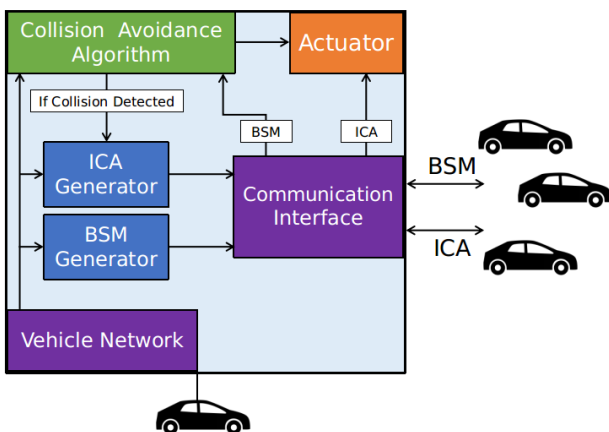 Collision Avoidance
Algorithm
Actuator
If Collision Detected
BSM
ICA
ICA
Generator
Communication
Interface
BSM
BSM
Generator
ICA
Vehicle Network